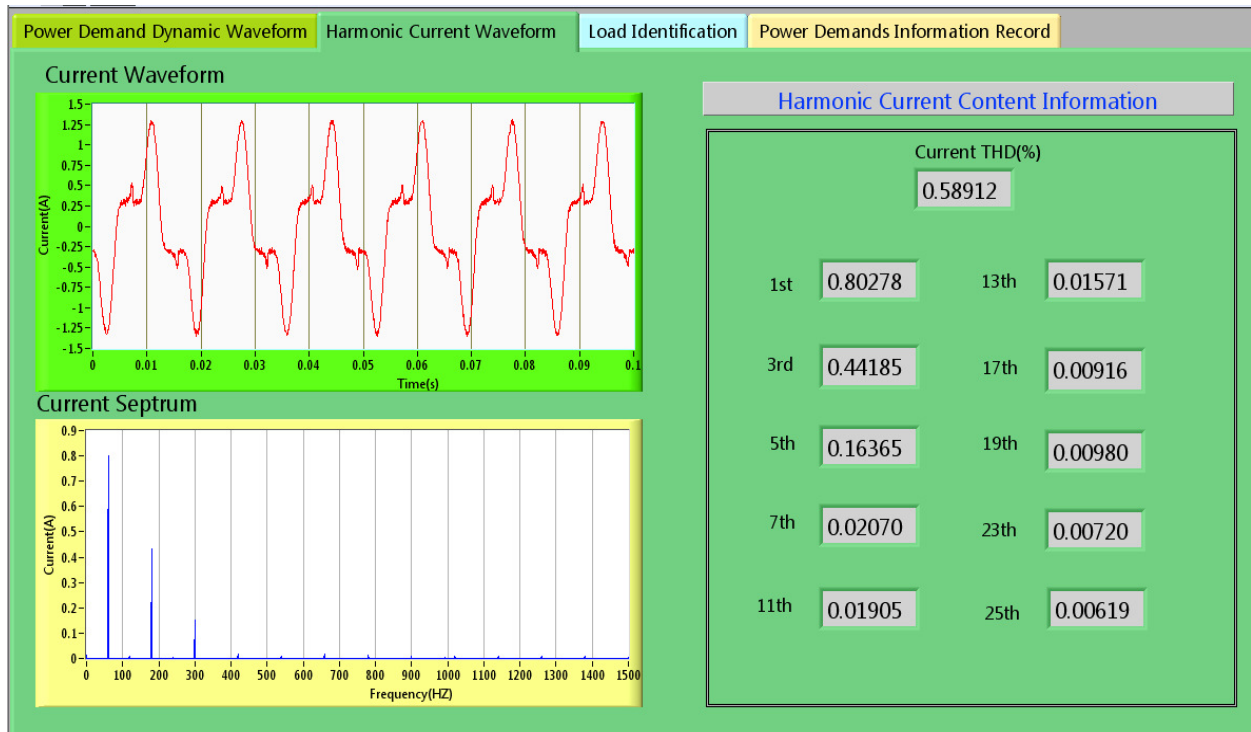 Power Demand Dynamic Waveform
Harmonic Current Waveform
Load Identification
Power Demands Information Record
Current Waveform
1.5
1.25
1
0.75
0.5
0.25
0
-0.25
-0.5
-0.75
-1
-1.25
-1.5
Current(A)
0 0.01 0.02 0.03 0.04 0.05 0.06 0.07 0.08 0.09 0.1
Time(s)
Current Septrum
0.9
0.8
0.7
0.6
0.5
0.4
0.3
0.2
0.1
0
Current(A)
0 100 200 300 400 500 600 700 800 900 1000 1100 1200 1300 1400 1500
Frequency(HZ)
Harmonic Current Content Information
Current THD(%)
0.58912
1st 0.80278 13th 0.01571
3rd 0.44185 17th 0.00916
5th 0.16365 19th 0.00980
7th 0.02070 23th 0.00720
11th 0.01905 25th 0.00619